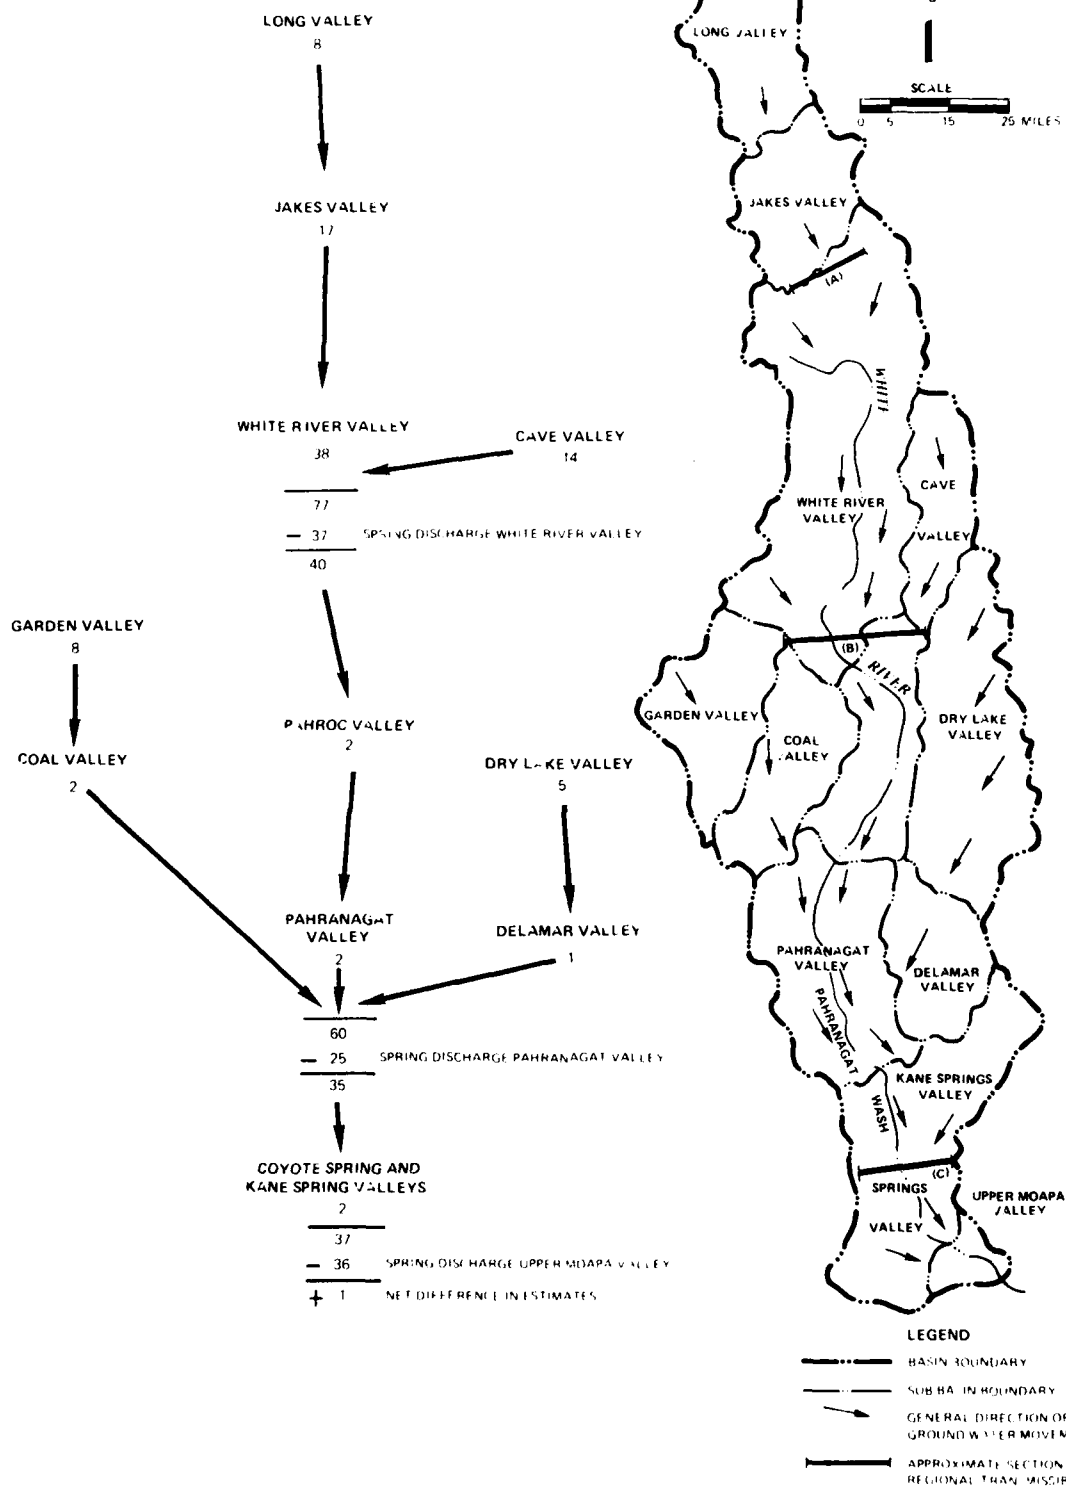 LONG VALLEY
8
JAKES VALLEY
17
WHITE RIVER VALLEY
38
CAVE VALLEY
14
77
– 37 SPRING DISCHARGE WHITE RIVER VALLEY
40
GARDEN VALLEY
8
COAL VALLEY
2
PAHROC VALLEY
2
DRY LAKE VALLEY
5
PAHRANAGAT
VALLEY
2
DELAMAR VALLEY
1
60
– 25 SPRING DISCHARGE PAHRANAGAT VALLEY
35
COYOTE SPRING AND
KANE SPRING VALLEYS
2
37
– 36 SPRING DISCHARGE UPPER MOAPA VALLEY
+ 1 NET DIFFERENCE IN ESTIMATES
LONG VALLEY
SCALE
0 5 15 25 MILES
JAKES VALLEY
(A)
WHITE
CAVE
VALLEY
WHITE RIVER
VALLEY
(B)
RIVER
GARDEN VALLEY
COAL
VALLEY
DRY LAKE
VALLEY
PAHRANAGAT
VALLEY
DELAMAR
VALLEY
PAHRANAGAT
WASH
KANE SPRINGS
VALLEY
(C)
SPRINGS
VALLEY
UPPER MOAPA
VALLEY
LEGEND
BASIN BOUNDARY
SUB BASIN BOUNDARY
GENERAL DIRECTION OF
GROUND WATER
APPROXIMATE SECTION
REGIONAL